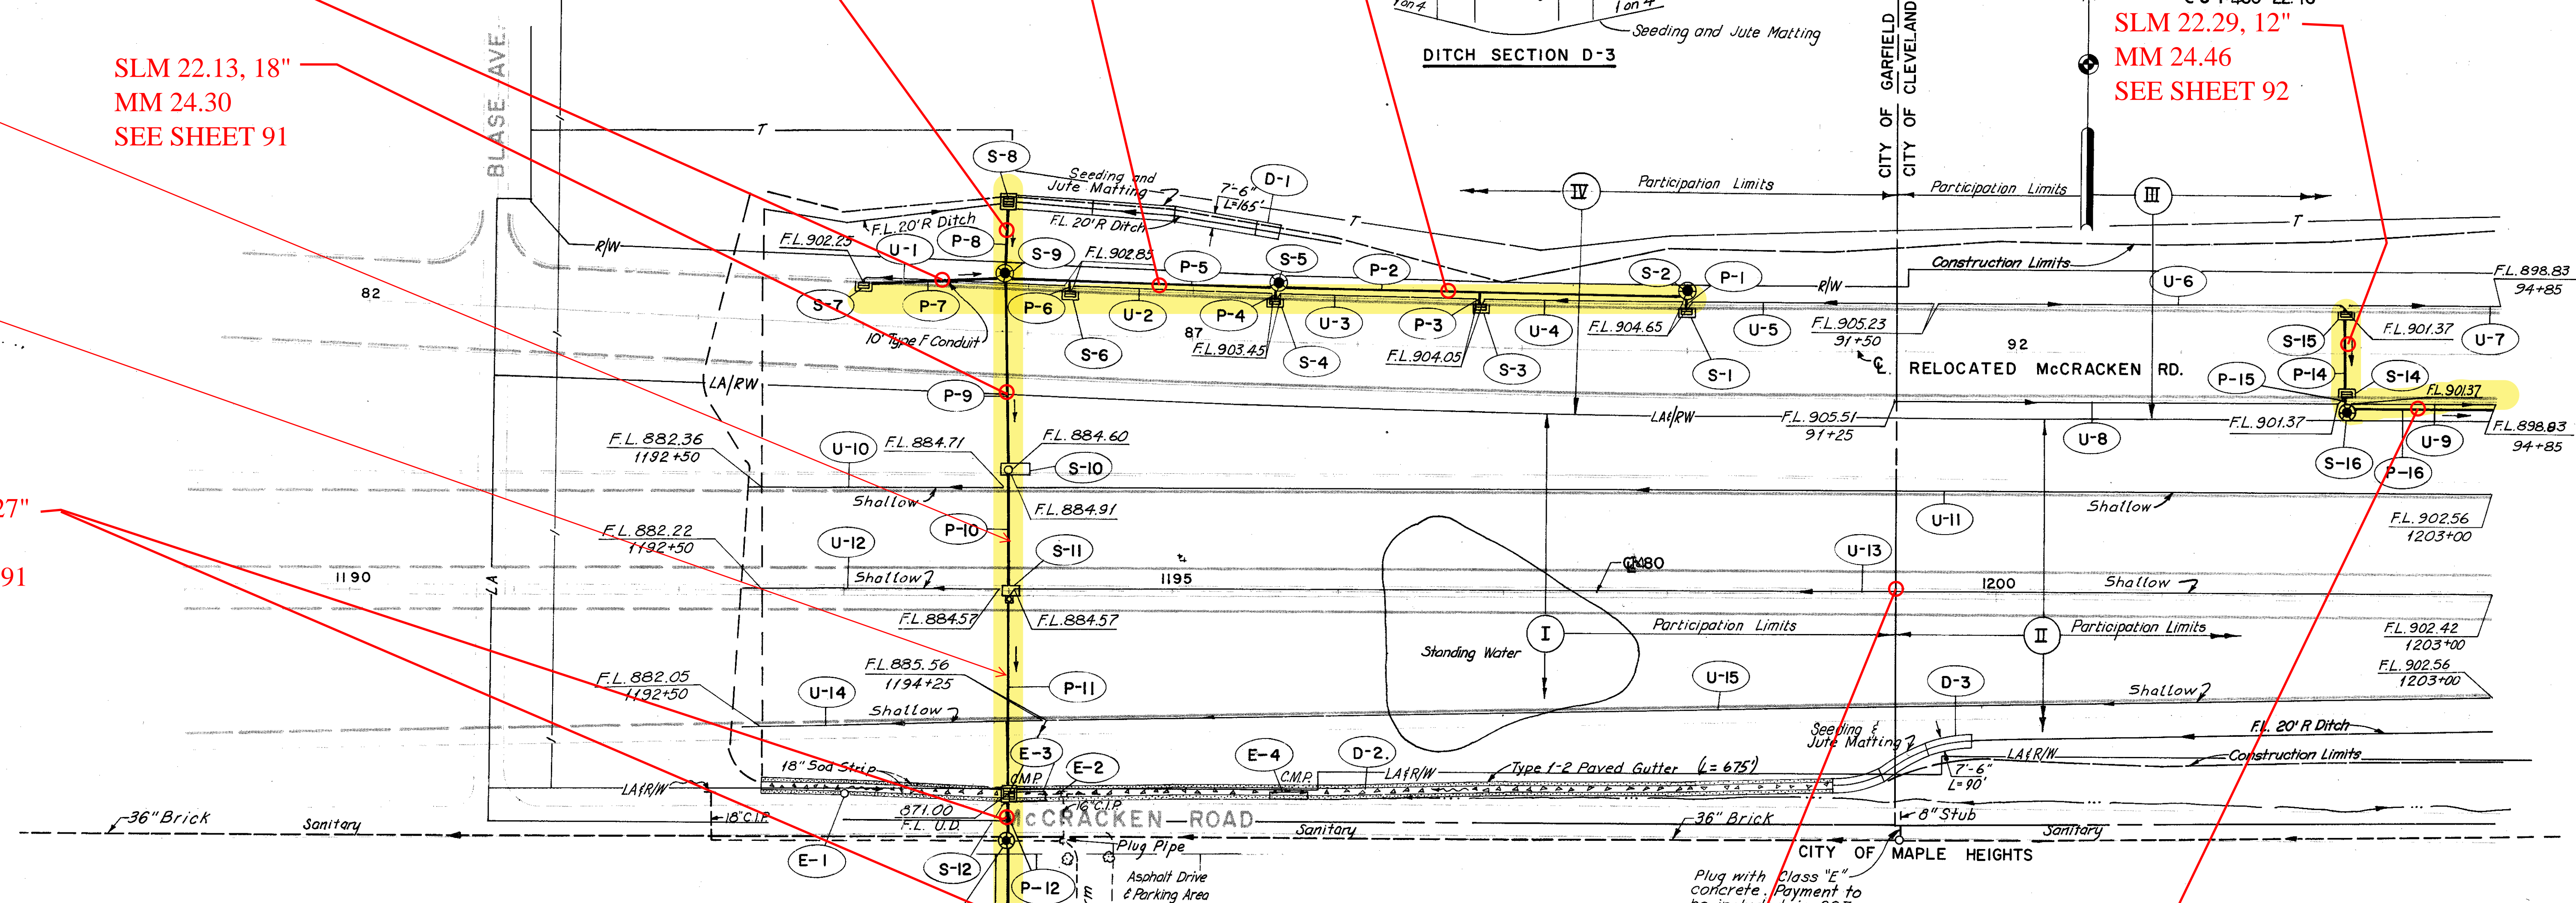 SLM 22.13, 18"
MM 24.30
SEE SHEET 91
1 on 4
Seeding and Jute Matting
DITCH SECTION D-3
CITY OF GARFIELD
CITY OF CLEVELAND
SLM 22.29, 12"
MM 24.46
SEE SHEET 92
BLASE AVE.
T
S-8
Seeding and
Jute Matting
7'-6"
L=165'
D-1
IV
Participation Limits
Participation Limits
III
F.L. 20' R Ditch
F.L. 20' R Ditch
T
T
R/W
F.L. 902.25
U-1
P-8
S-9
F.L. 902.85
P-5
S-5
P-2
S-2
P-1
R/W
Construction Limits
U-6
F.L. 898.83
94+85
82
S-7
P-7
P-6
U-2
P-4
87
U-3
P-3
U-4
F.L. 904.65
U-5
F.L. 905.23
91+50
92
S-15
F.L. 901.37
U-7
10' Type F Conduit
S-6
F.L. 903.45
S-4
F.L. 904.05
S-3
S-1
℄ RELOCATED McCRACKEN RD.
P-15
P-14
S-14
F.L. 901.37
LA/RW
P-9
LA&R/W
F.L. 905.51
91+25
U-8
F.L. 901.37
U-9
F.L. 898.83
94+85
F.L. 882.36
1192+50
U-10
F.L. 884.71
F.L. 884.60
S-10
S-16
P-16
Shallow
F.L. 884.91
U-11
Shallow
F.L. 902.56
1203+00
27"
91
F.L. 882.22
1192+50
U-12
P-10
S-11
U-13
1190
Shallow
1195
1200
Shallow
LA
F.L. 884.57
F.L. 884.57
I
Participation Limits
II
Participation Limits
F.L. 902.42
1203+00
Standing Water
F.L. 885.56
1194+25
F.L. 882.05
1192+50
U-14
P-11
U-15
D-3
F.L. 902.56
1203+00
Shallow
Shallow
Seeding &
Jute Matting
F.L. 20' R Ditch
18" Sod Strip
E-3
C.M.P.
E-2
E-4
C.M.P.
D-2
LA&R/W
Type 1-2 Paved Gutter (L=675')
7'-6"
L=90'
LA&R/W
Construction Limits
LA&R/W
18" C.I.P.
871.00
F.L. U.D.
16" C.I.P.
McCRACKEN ROAD
36" Brick
Sanitary
Sanitary
36" Brick
8" Stub
Sanitary
E-1
S-12
P-12
Plug Pipe
Asphalt Drive
& Parking Area
CITY OF MAPLE HEIGHTS
Plug with Class "E"
concrete. Payment to